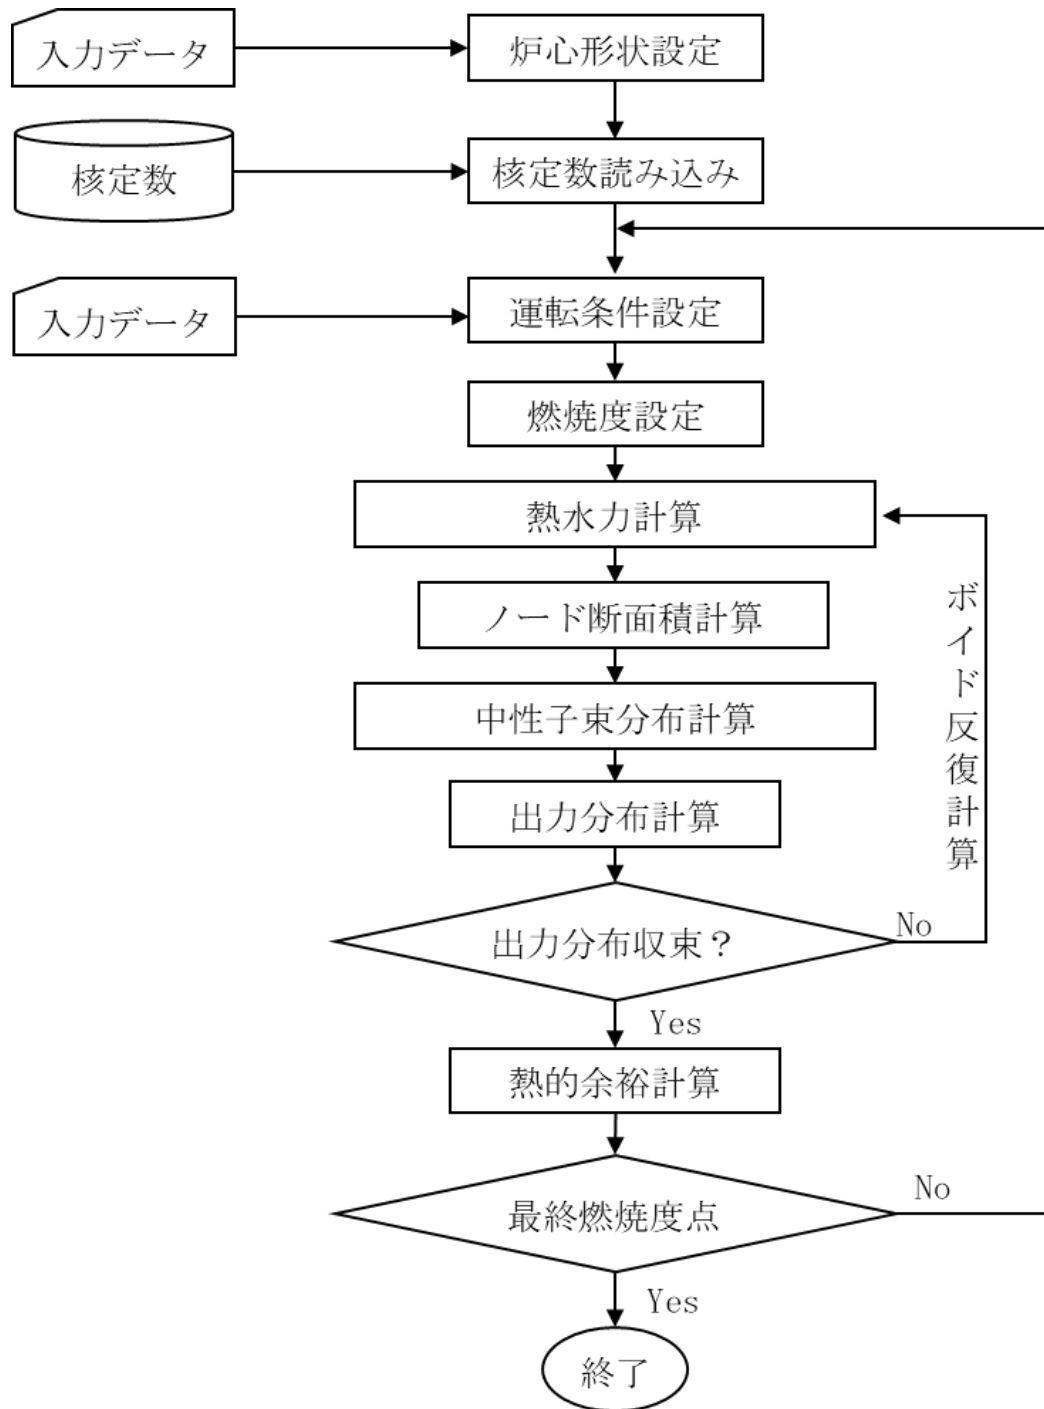 入力データ
炉心形状設定
核定数
核定数読み込み
入力データ
運転条件設定
燃焼度設定
熱水力計算
ノード断面積計算
中性子束分布計算
出力分布計算
ボイド反復計算
出力分布収束？
No
Yes
熱的余裕計算
最終燃焼度点
No
Yes
終了